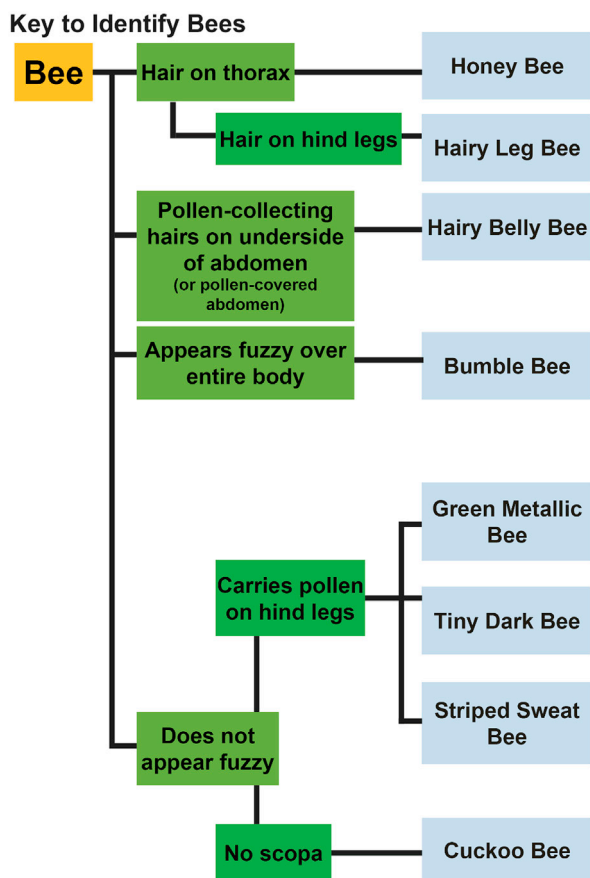 Key to Identify Bees
Bee
Hair on thorax
Honey Bee
Hair on hind legs
Hairy Leg Bee
Pollen-collecting
hairs on underside
of abdomen
(or pollen-covered
abdomen)
Hairy Belly Bee
Appears fuzzy over
entire body
Bumble Bee
Green Metallic
Bee
Carries pollen
on hind legs
Tiny Dark Bee
Striped Sweat
Bee
Does not
appear fuzzy
No scopa
Cuckoo Bee